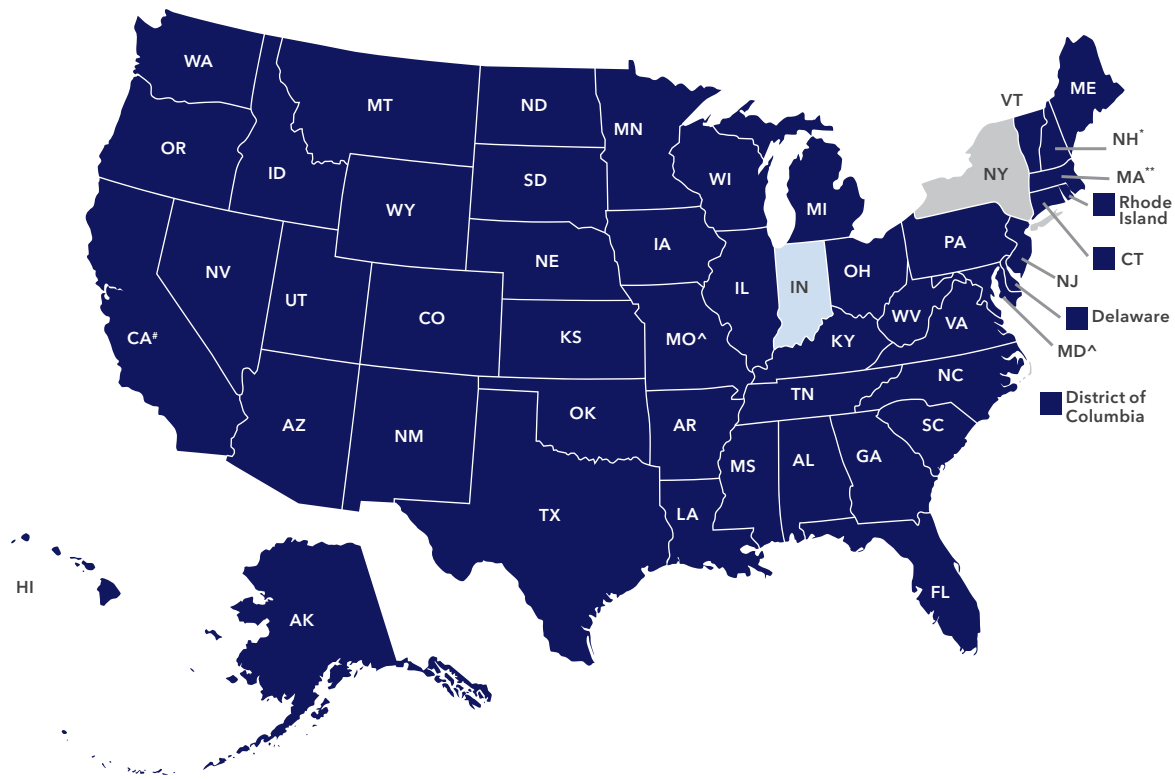 WA
MT
ND
MN
ME
VT
OR
ID
NH*
WI
NY
MA**
SD
MI
WY
Rhode
Island
IA
PA
NE
CT
NV
OH
NJ
IL
IN
UT
CO
WV
Delaware
VA
CA#
KS
MO^
KY
MD^
NC
TN
District of
Columbia
OK
AZ
AR
SC
NM
GA
AL
MS
TX
LA
HI
FL
AK